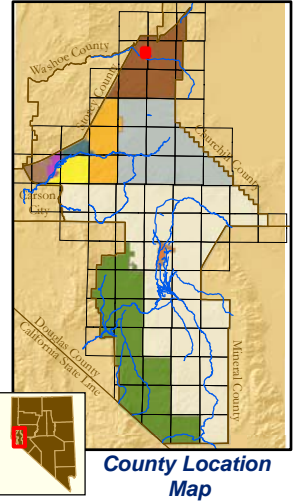 Washoe County
Storey County
Churchill County
Carson
City
Douglas County
California State Line
Mineral County
County Location
Map